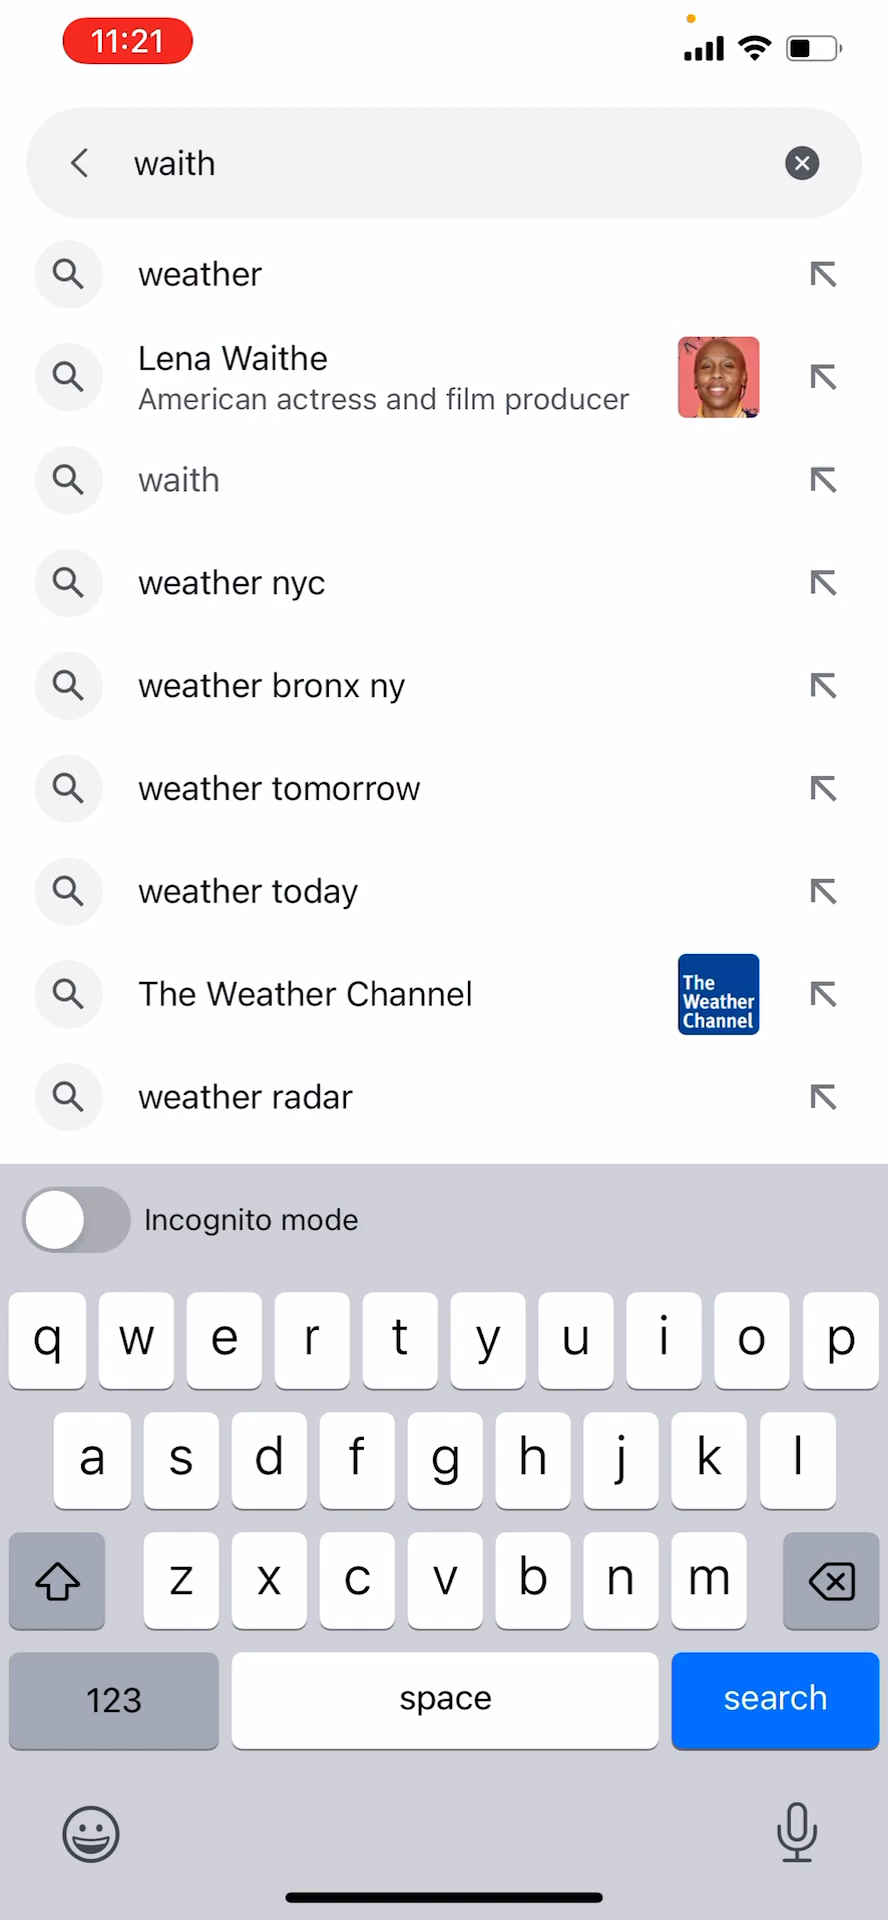 11:21
waith
weather
Lena Waithe
American actress and film producer
waith
weather nyc
weather bronx ny
weather tomorrow
weather today
The Weather Channel
The
Weather
Channel
weather radar
Incognito mode
q w e r t y u i o p
a s d f g h j k l
z x c v b n m
123 space search